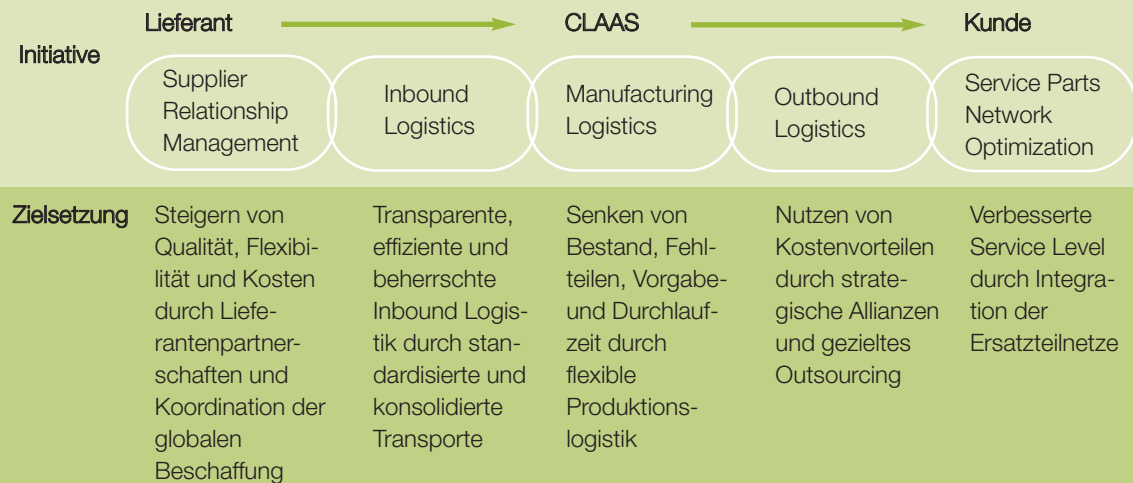 Lieferant CLAAS Kunde
Initiative
Supplier
Relationship
Management
Inbound
Logistics
Manufacturing
Logistics
Outbound
Logistics
Service Parts
Network
Optimization
Zielsetzung
Steigern von
Qualität, Flexibi-
lität und Kosten
durch Liefe-
rantenpartner-
schaften und
Koordination der
globalen
Beschaffung
Transparente,
effiziente und
beherrschte
Inbound Logis-
tik durch stan-
dardisierte und
konsolidierte
Transporte
Senken von
Bestand, Fehl-
teilen, Vorgabe-
und Durchlauf-
zeit durch
flexible
Produktions-
logistik
Nutzen von
Kostenvorteilen
durch strate-
gische Allianzen
und gezieltes
Outsourcing
Verbesserte
Service Level
durch Integra-
tion der
Ersatzteilnetze